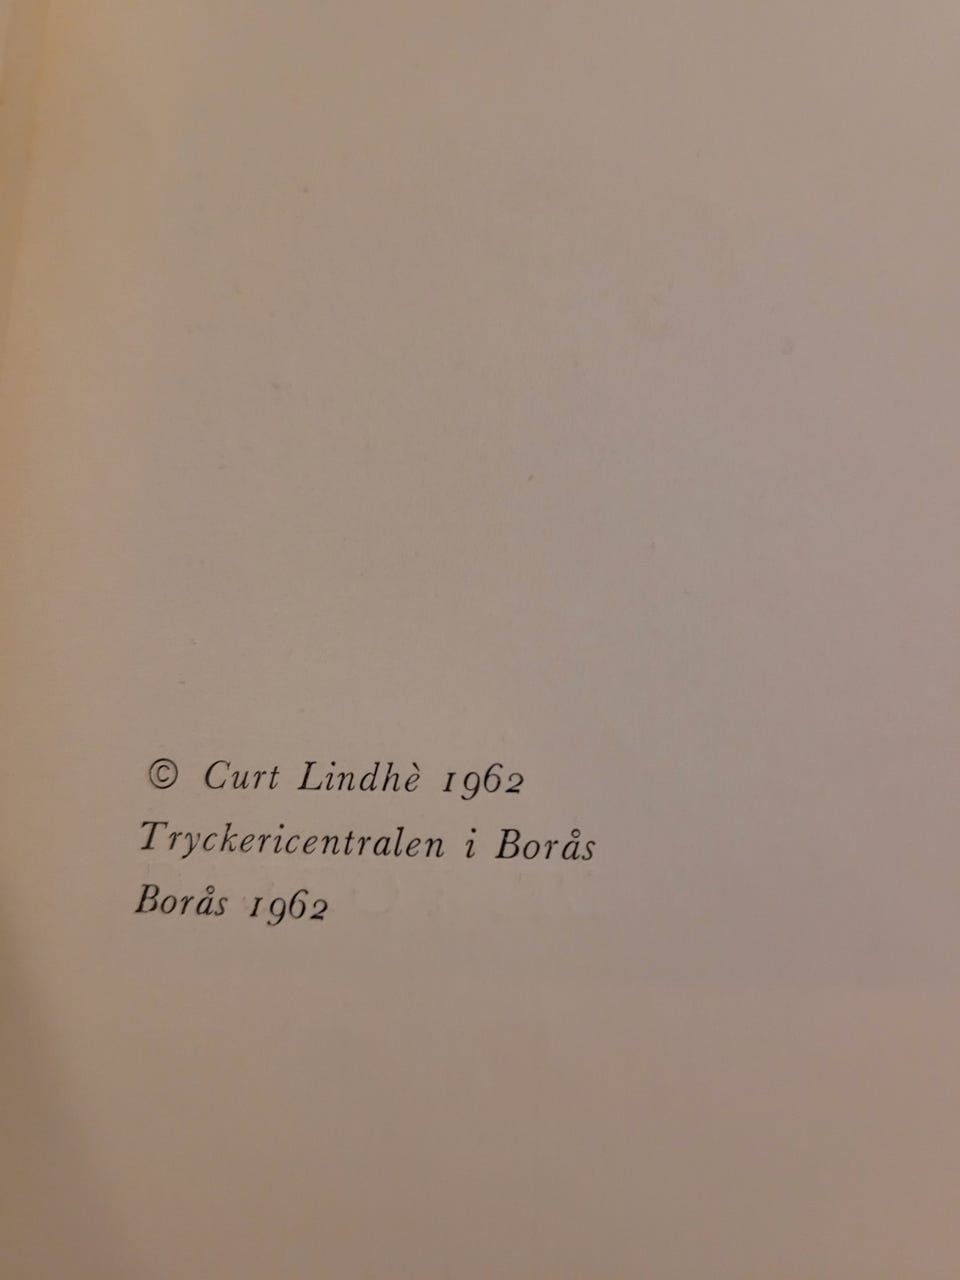 © Curt Lindhè 1962
Tryckericentralen i Borås
Borås 1962